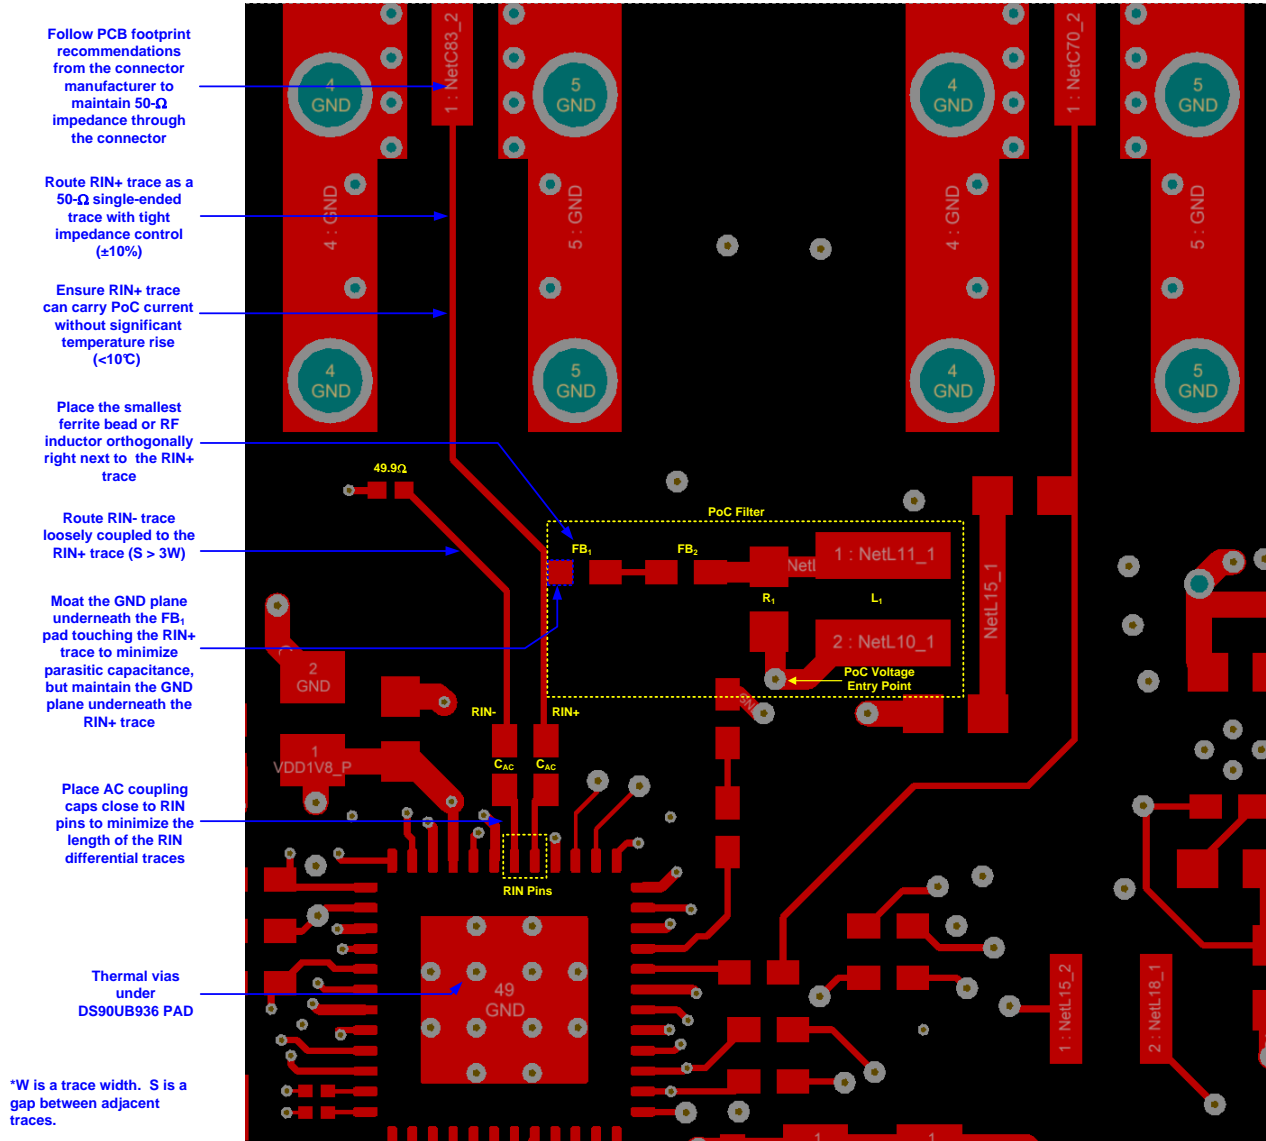 Follow PCB footprint
recommendations
from the connector
manufacturer to
maintain 50-Ω
impedance through
the connector
Route RIN+ trace as a
50-Ω single-ended
trace with tight
impedance control
(±10%)
Ensure RIN+ trace
can carry PoC current
without significant
temperature rise
(<10℃)
Place the smallest
ferrite bead or RF
inductor orthogonally
right next to the RIN+
trace
Route RIN- trace
loosely coupled to the
RIN+ trace (S > 3W)
Moat the GND plane
underneath the FB₁
pad touching the RIN+
trace to minimize
parasitic capacitance,
but maintain the GND
plane underneath the
RIN+ trace
Place AC coupling
caps close to RIN
pins to minimize the
length of the RIN
differential traces
Thermal vias
under
DS90UB936 PAD
*W is a trace width. S is a
gap between adjacent
traces.
4
GND
1 : NetC83_2
5
GND
4
GND
1 : NetC70_2
5
GND
4 : GND
5 : GND
4 : GND
5 : GND
4
GND
5
GND
4
GND
5
GND
49.9Ω
PoC Filter
FB₁
FB₂
NetL
1 : NetL11_1
R₁
L₁
NetL15_1
2 : NetL10_1
PoC Voltage
Entry Point
2
GND
RIN-
RIN+
1
VDD1V8_P
C_AC
C_AC
RIN Pins
49
GND
1 : NetL15_2
2 : NetL18_1
1
1